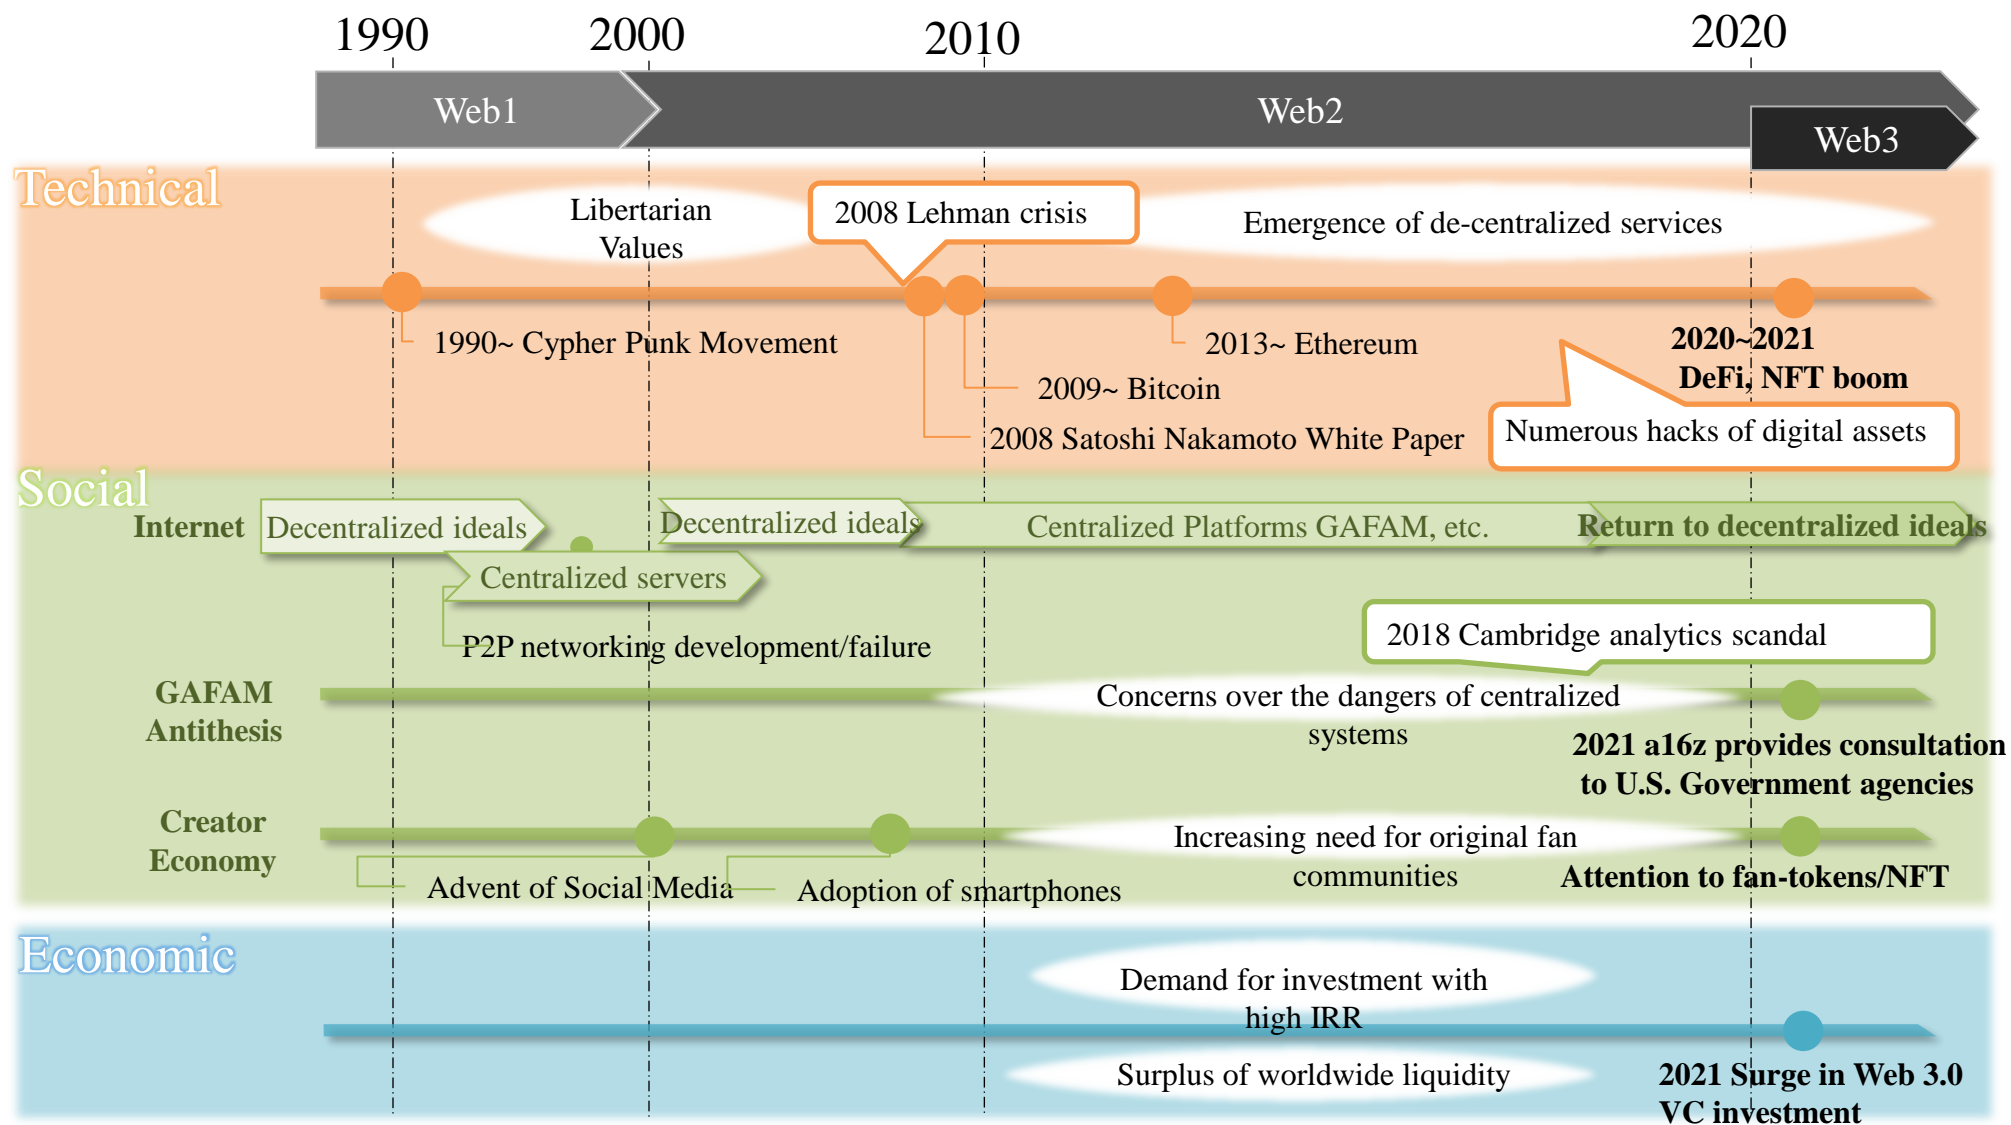 1990
2000
2010
2020
Web1
Web2
Web3
Technical
Libertarian
Values
2008 Lehman crisis
Emergence of de-centralized services
1990~ Cypher Punk Movement
2013~ Ethereum
2020~2021
DeFi, NFT boom
2009~ Bitcoin
2008 Satoshi Nakamoto White Paper
Numerous hacks of digital assets
Social
Internet
Decentralized ideals
Decentralized ideals
Centralized Platforms GAFAM, etc.
Return to decentralized ideals
Centralized servers
P2P networking development/failure
2018 Cambridge analytics scandal
GAFAM
Antithesis
Concerns over the dangers of centralized
systems
2021 a16z provides consultation
to U.S. Government agencies
Creator
Economy
Increasing need for original fan
communities
Advent of Social Media
Adoption of smartphones
Attention to fan-tokens/NFT
Economic
Demand for investment with
high IRR
Surplus of worldwide liquidity
2021 Surge in Web 3.0
VC investment